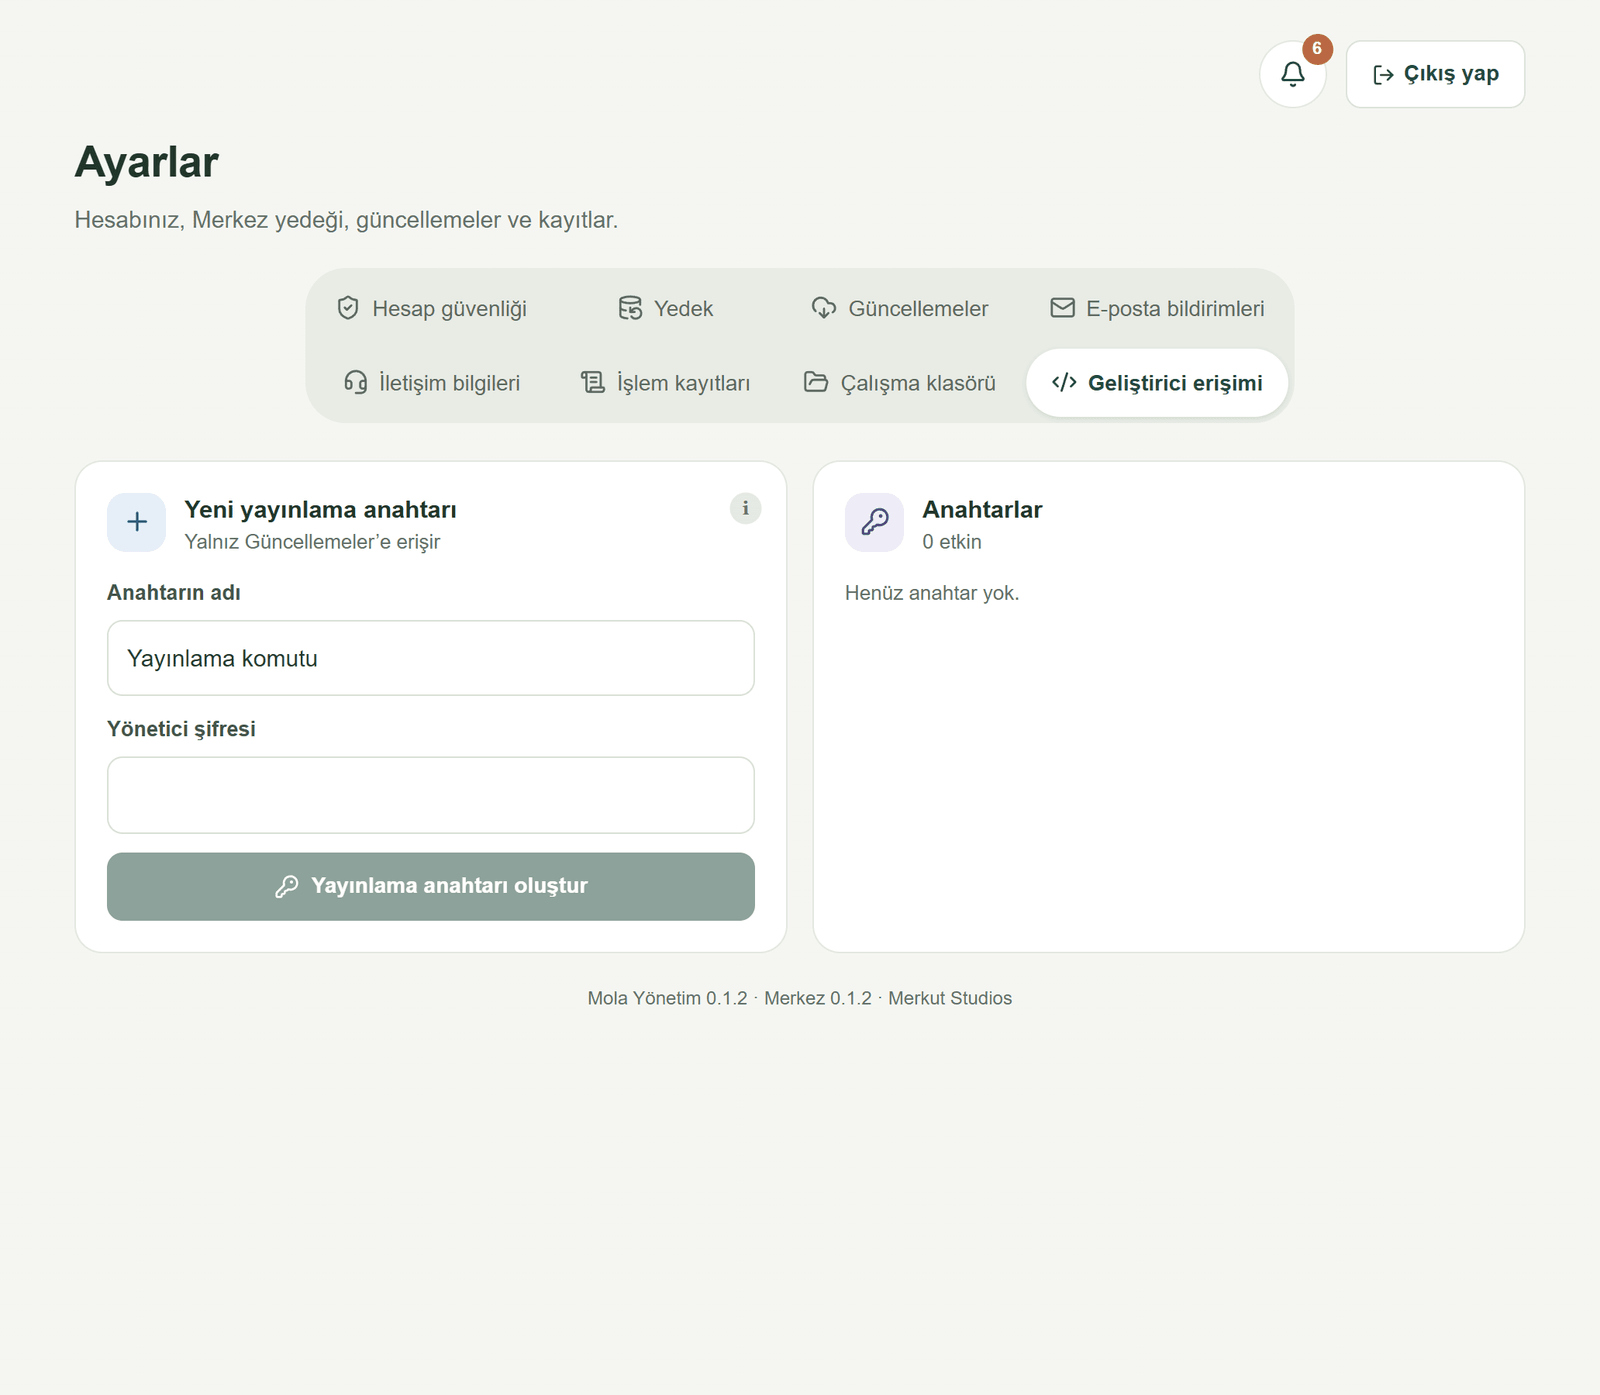 6
Çıkış yap
Ayarlar
Hesabınız, Merkez yedeği, güncellemeler ve kayıtlar.
Hesap güvenliği
Yedek
Güncellemeler
E-posta bildirimleri
İletişim bilgileri
İşlem kayıtları
Çalışma klasörü
Geliştirici erişimi
Yeni yayınlama anahtarı
i
Yalnız Güncellemeler’e erişir
Anahtarın adı
Yayınlama komutu
Yönetici şifresi
Yayınlama anahtarı oluştur
Anahtarlar
0 etkin
Henüz anahtar yok.
Mola Yönetim 0.1.2 · Merkez 0.1.2 · Merkut Studios